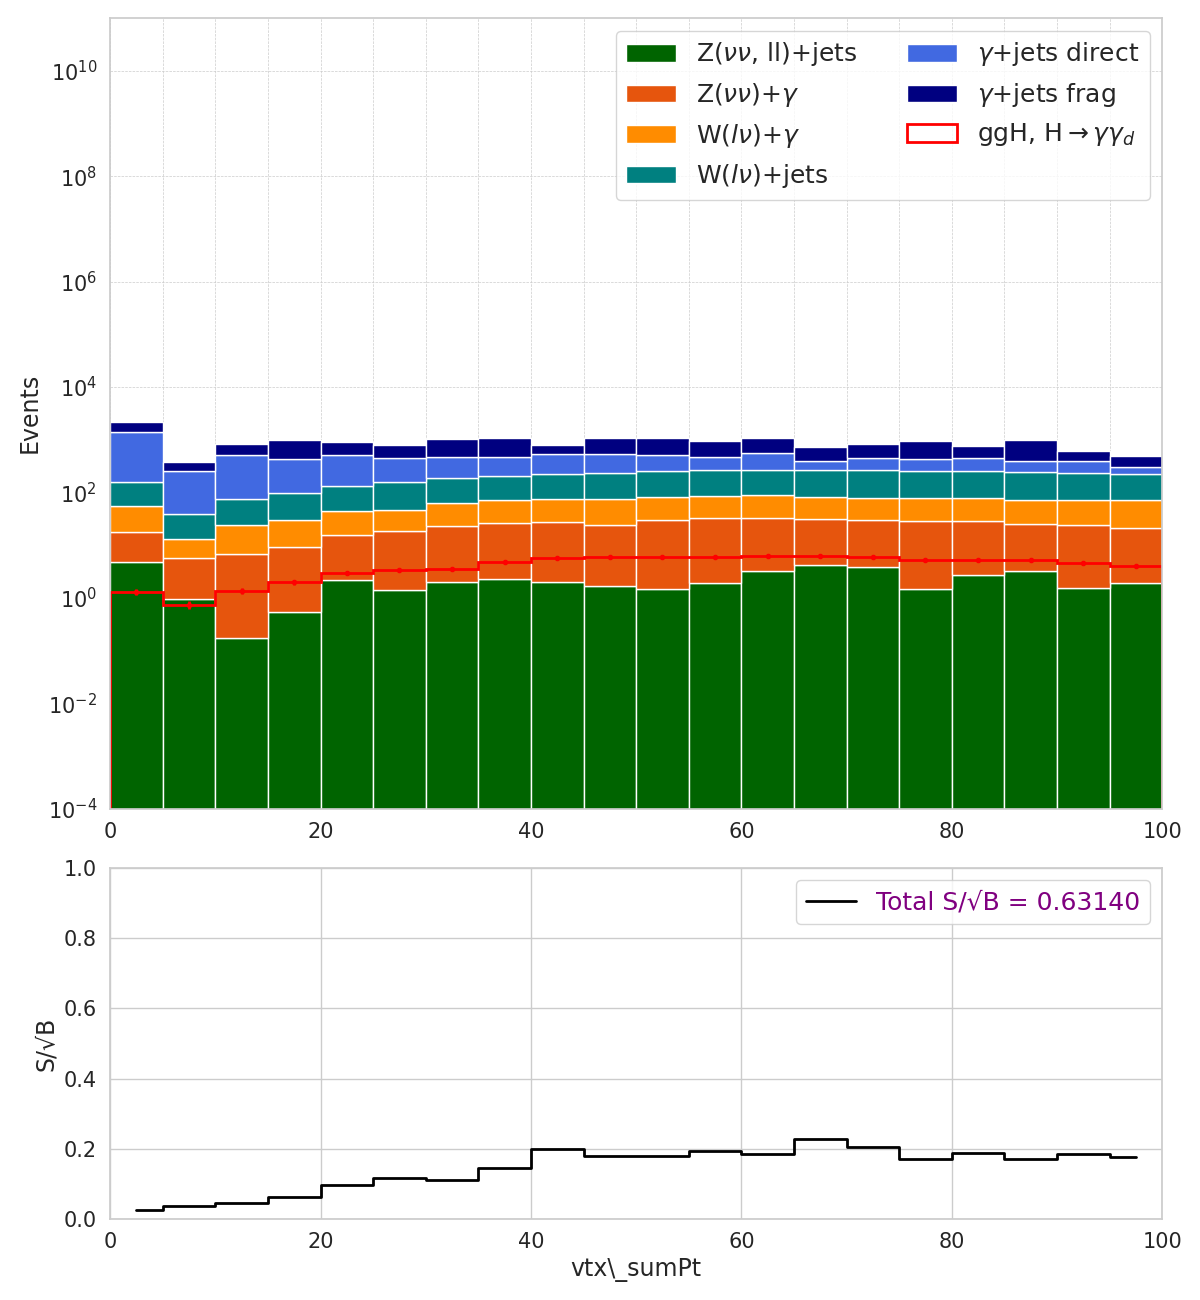 10^10
10^8
10^6
10^4
10^2
10^0
10^−2
10^−4
Events
Z(νν, ll)+jets
Z(νν)+γ
W(lν)+γ
W(lν)+jets
γ+jets direct
γ+jets frag
ggH, H→γγ_d
0 20 40 60 80 100
1.0
0.8
0.6
0.4
0.2
0.0
S/√B
Total S/√B = 0.63140
0 20 40 60 80 100
vtx\_sumPt